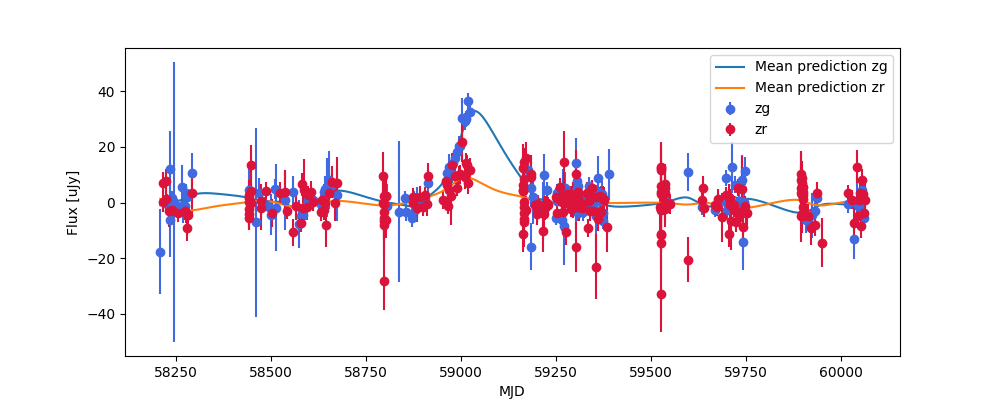 Mean prediction zg
Mean prediction zr
zg
zr
Flux [uJy]
40
20
0
−20
−40
58250
58500
58750
59000
59250
59500
59750
60000
MJD